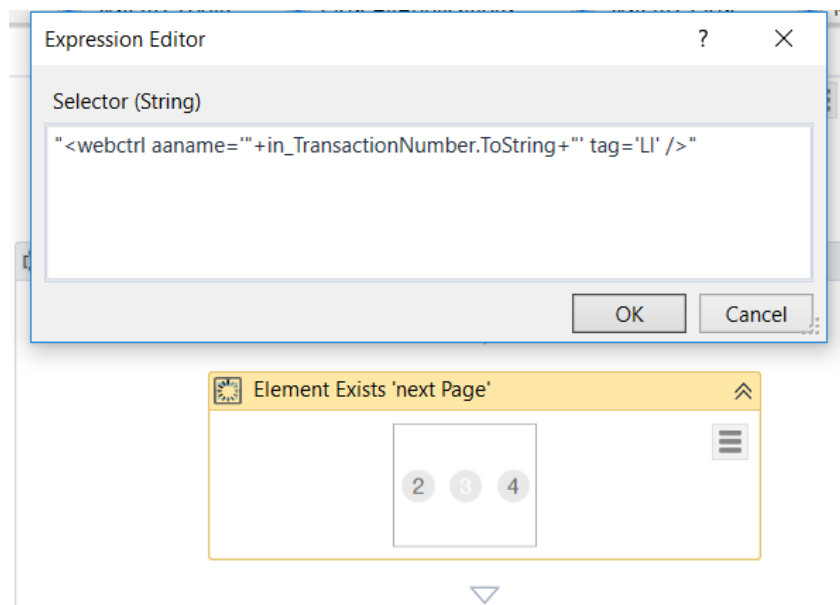 Expression Editor
?
Selector (String)
"<webctrl aaname='"+in_TransactionNumber.ToString+"' tag='LI' />"
OK
Cancel
Element Exists 'next Page'
2 3 4